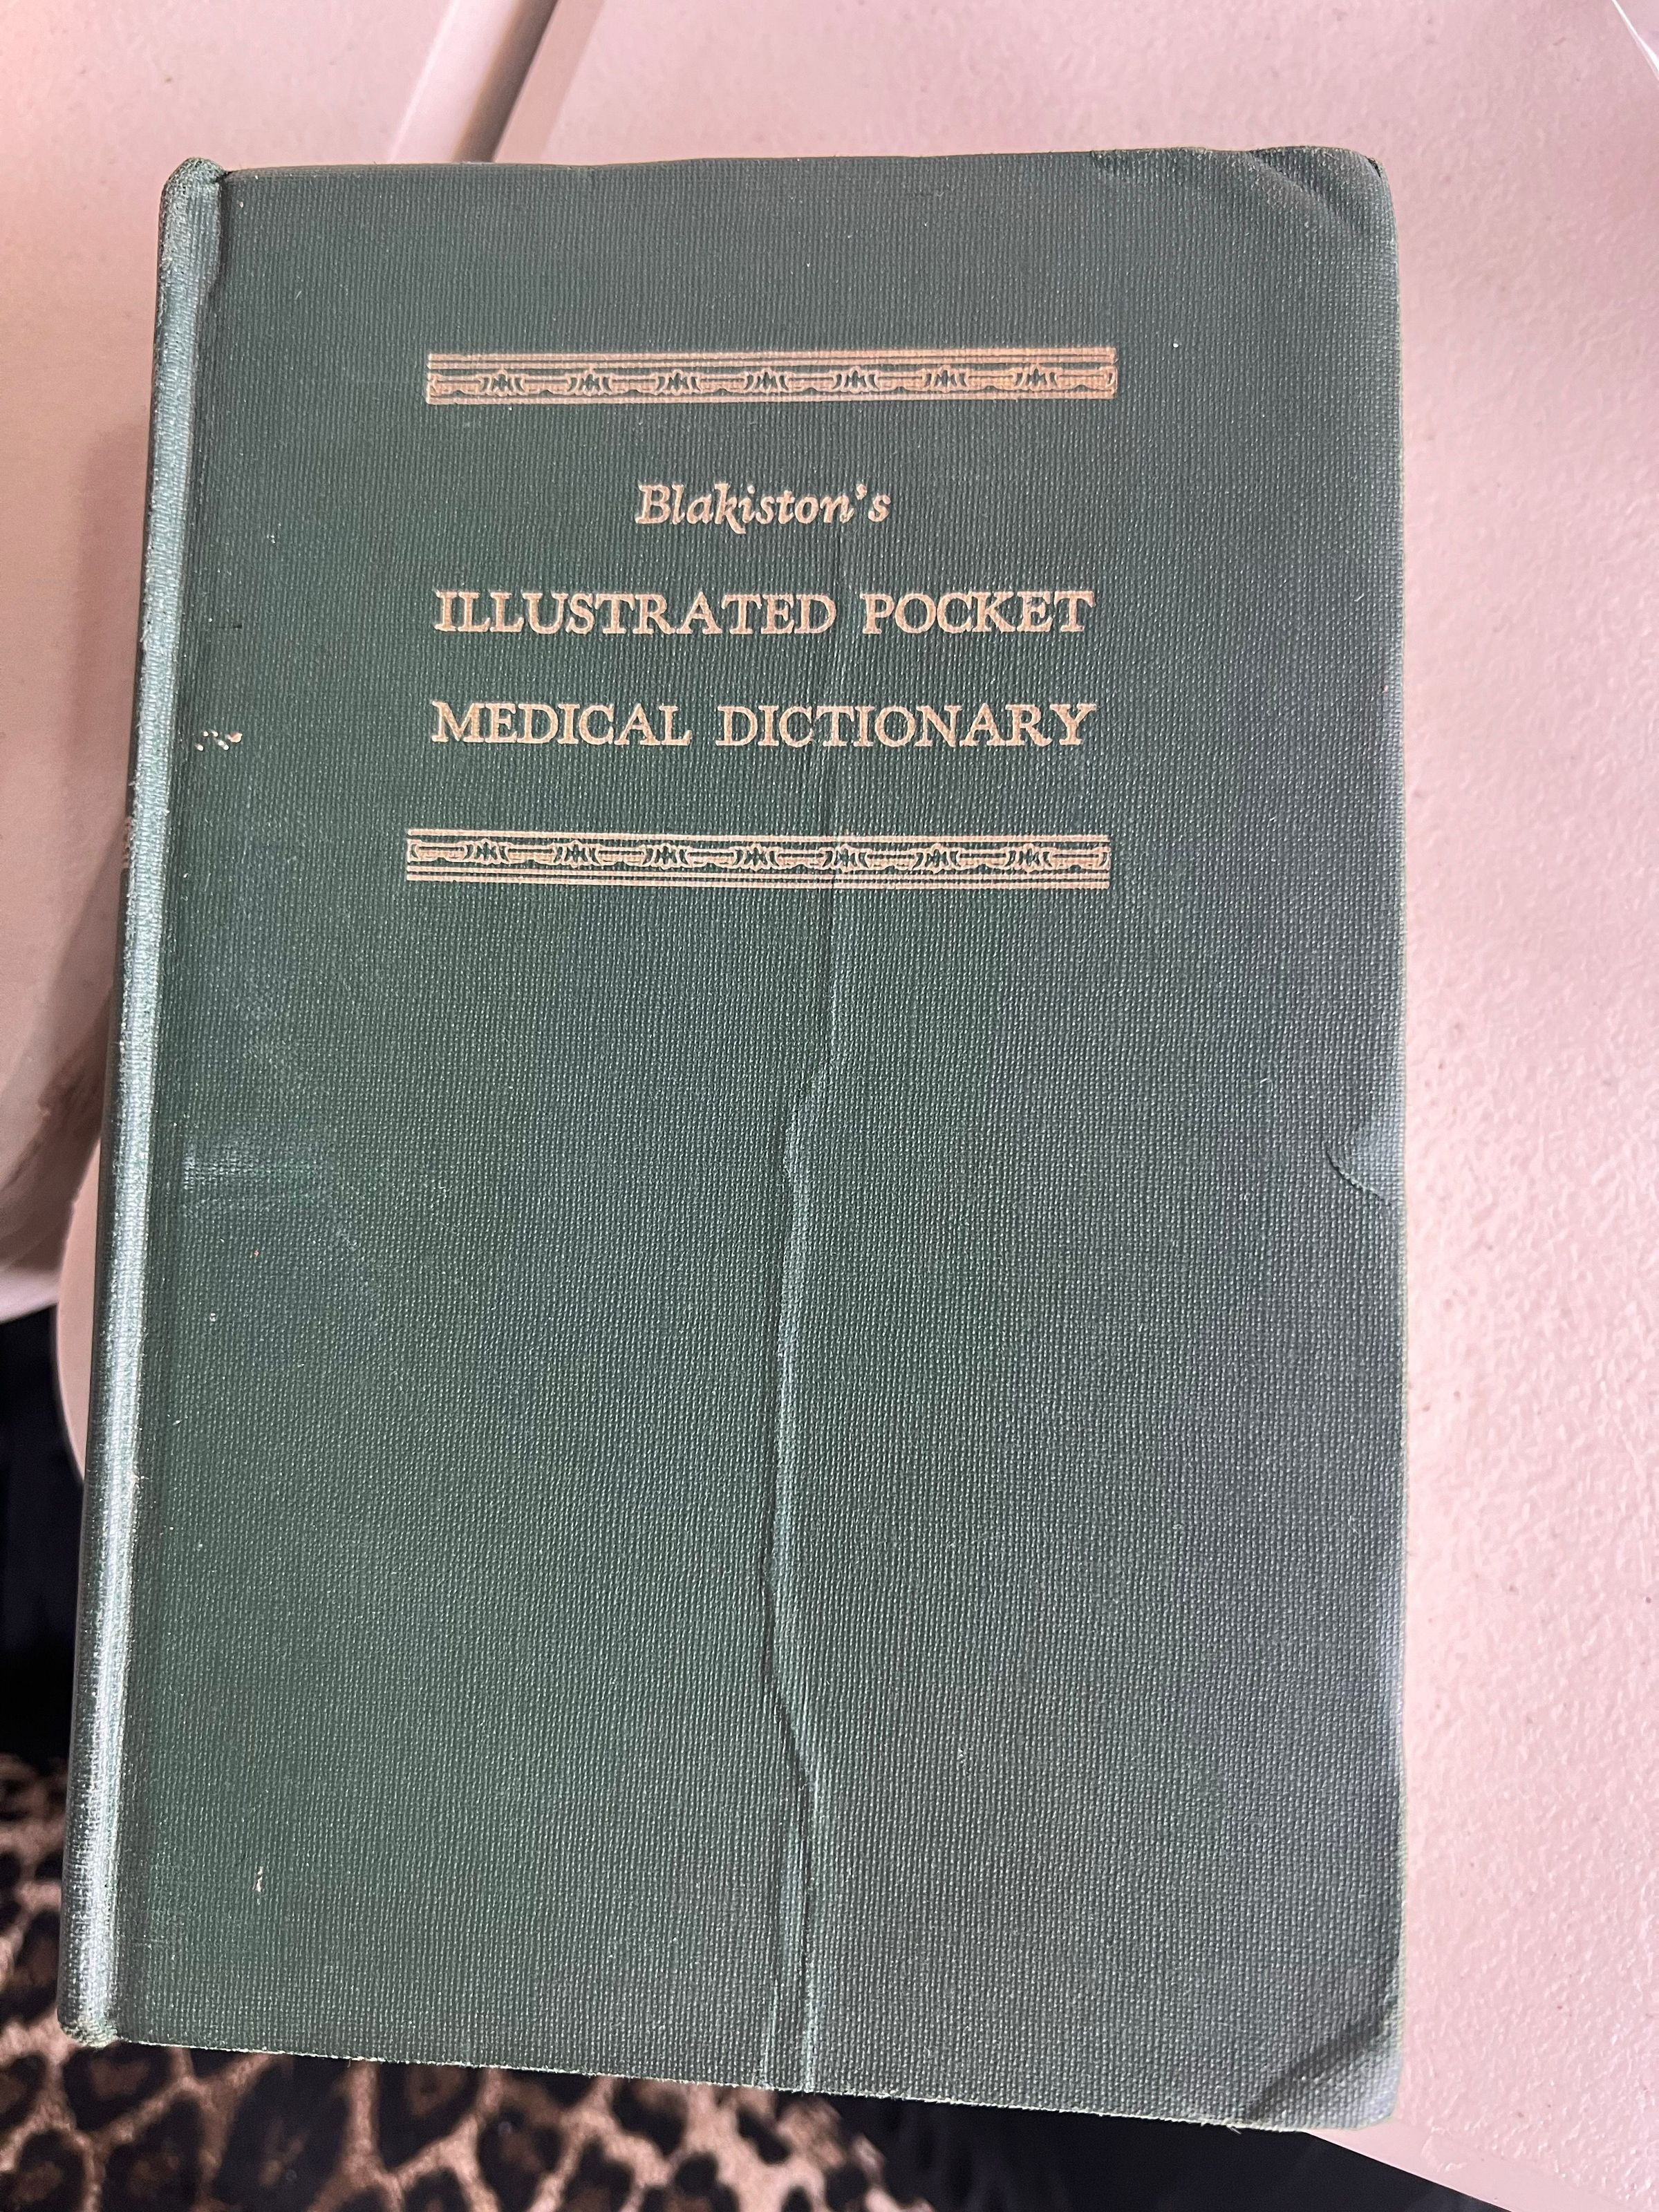 Blakiston's
ILLUSTRATED POCKET
MEDICAL DICTIONARY